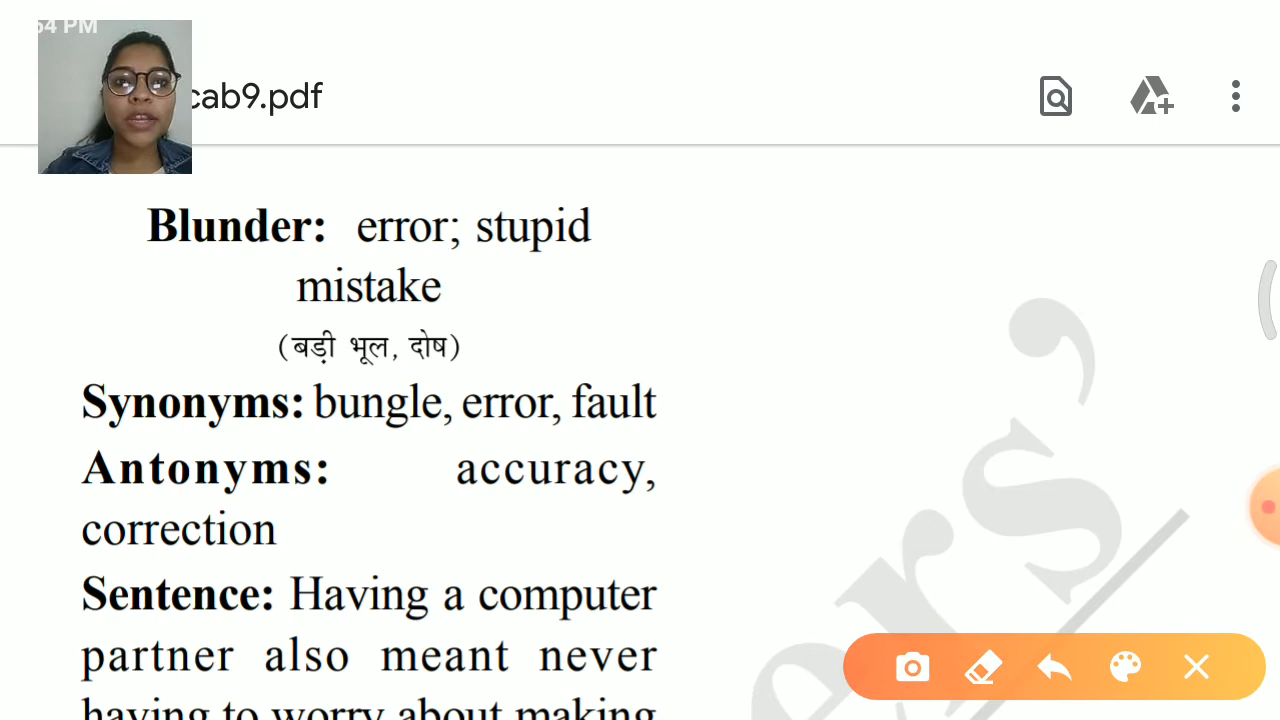 54 PM
cab9.pdf
Blunder: error; stupid
mistake
(बड़ी भूल, दोष)
Synonyms: bungle, error, fault
Antonyms: accuracy,
correction
Sentence: Having a computer
partner also meant never
having to worry about making
ers’